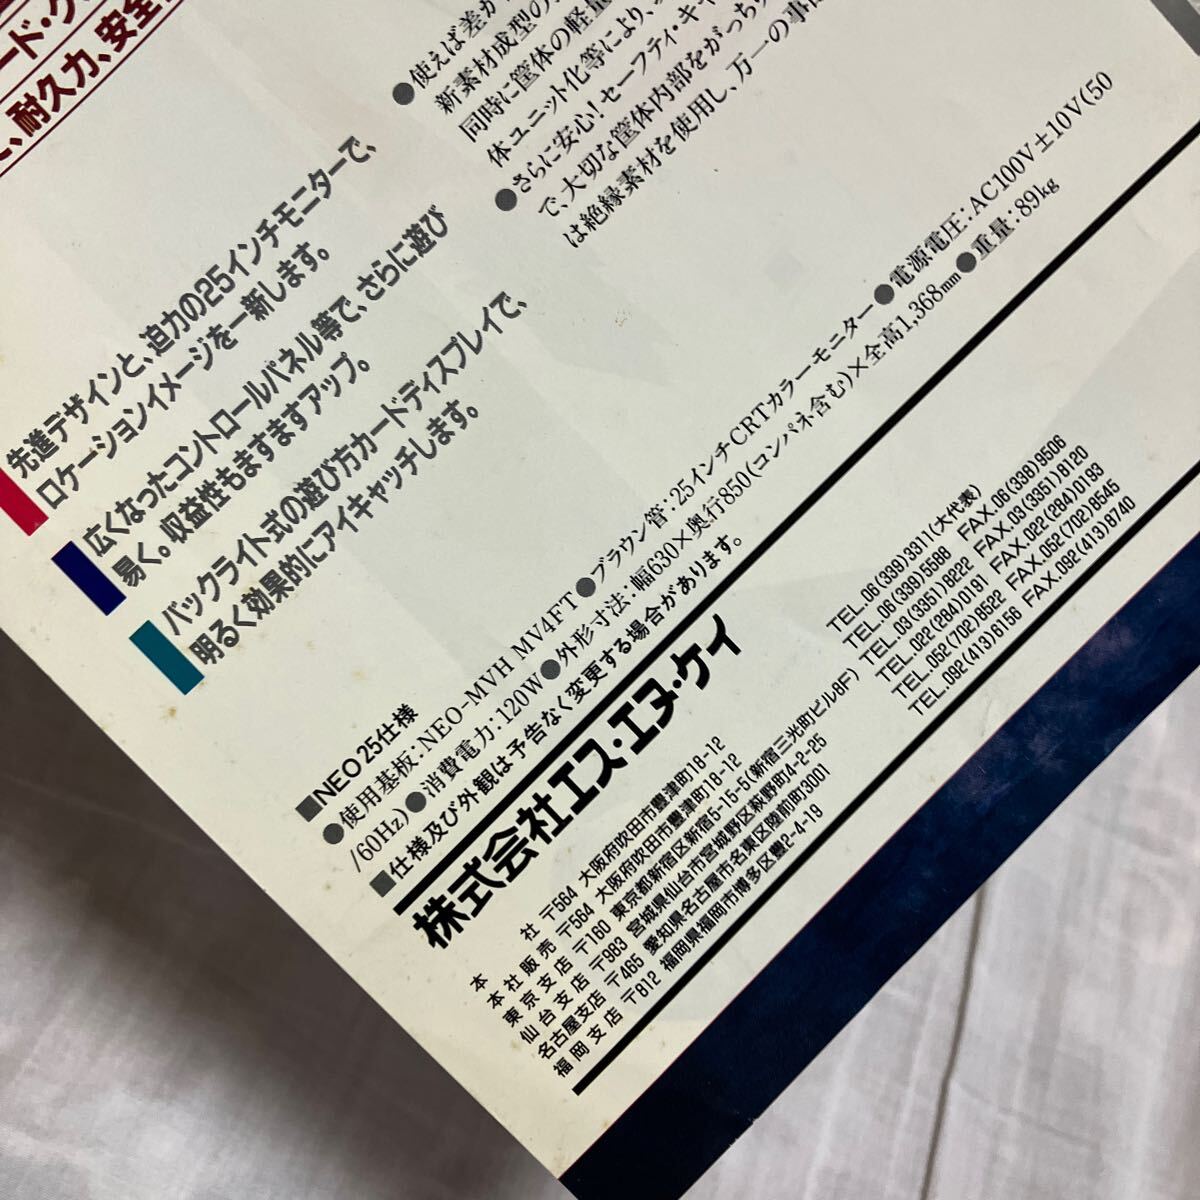 耐久力、安全
先進デザインと、迫力の25インチモニターで、
ロケーションイメージを一新します。
広くなったコントロールパネル等で、さらに遊び
易く。収益性もますますアップ。
バックライト式の遊び方カードディスプレイで、
明るく効果的にアイキャッチします。
●使えば差が
新素材成型の
同時に筐体の軽量
体ユニット化等により、
●さらに安心!セーフティ・キャ
で、大切な筐体内部をがっちり
は絶縁素材を使用し、万一の事
■NEO25仕様
●使用基板:NEO-MVH MV4FT●ブラウン管:25インチCRTカラーモニター●電源電圧:AC100V±10V(50
/60Hz)●消費電力:120W●外形寸法:幅630×奥行850(コンパネ含む)×全高1,368mm●重量:89kg
■仕様及び外観は予告なく変更する場合があります。
株式会社エス・エヌ・ケイ
本社 〒564 大阪府吹田市豊津町18-12 TEL.06(339)3311(大代表)
本社販売 〒564 大阪府吹田市豊津町18-12 TEL.06(339)5588 FAX.06(338)9506
東京支店 〒160 東京都新宿区新宿5-15-5(新宿三光町ビル8F) TEL.03(3351)8222 FAX.03(3351)8120
仙台支店 〒983 宮城県仙台市宮城野区萩野町4-2-25 TEL.022(284)0191 FAX.022(284)0193
名古屋支店 〒465 愛知県名古屋市名東区陸前町3001 TEL.052(702)8522 FAX.052(702)8545
福岡支店 〒812 福岡県福岡市博多区豊2-4-19 TEL.092(413)6156 FAX.092(413)8740